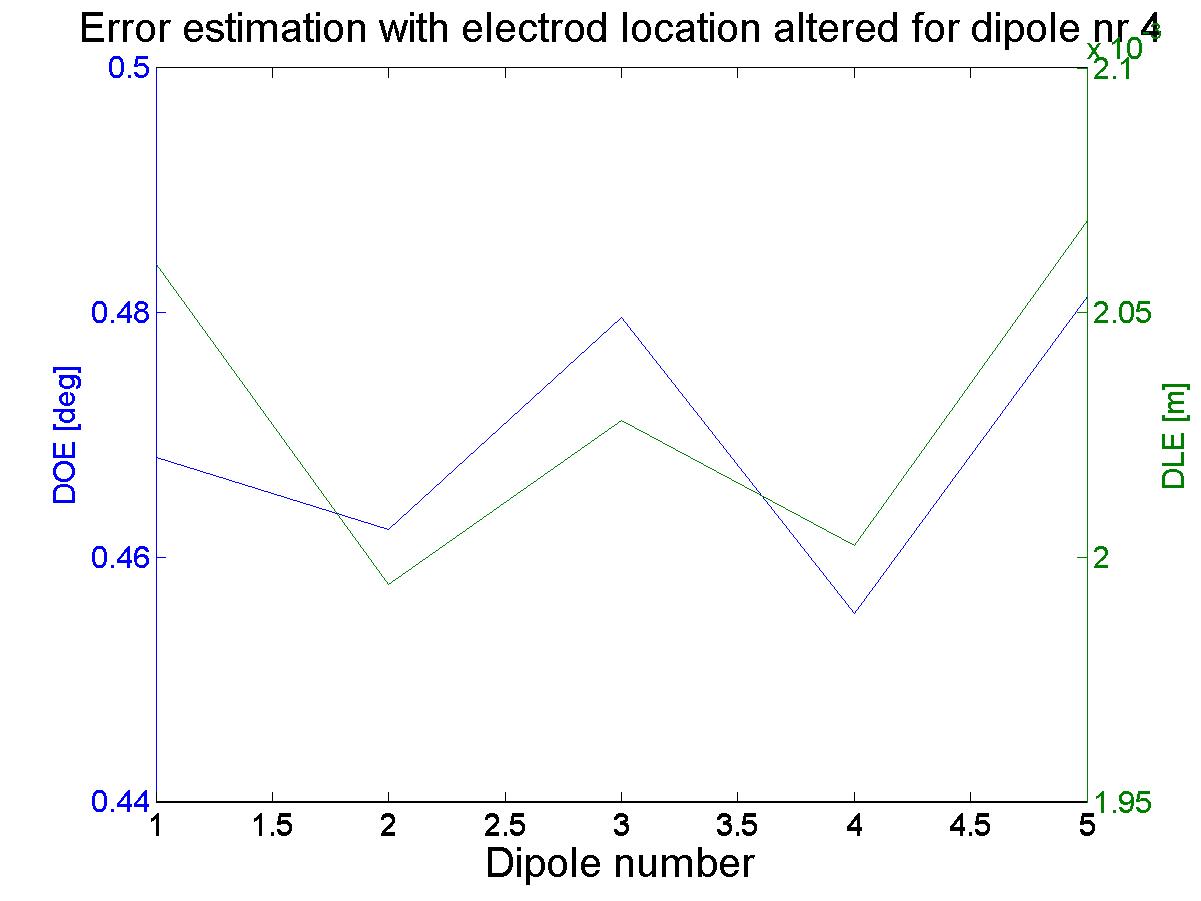 Error estimation with electrod location altered for dipole nr 4
x 10
0.5
0.48
0.46
0.44
DOE [deg]
2.1
2.05
2
1.95
DLE [m]
1 1.5 2 2.5 3 3.5 4 4.5 5
Dipole number